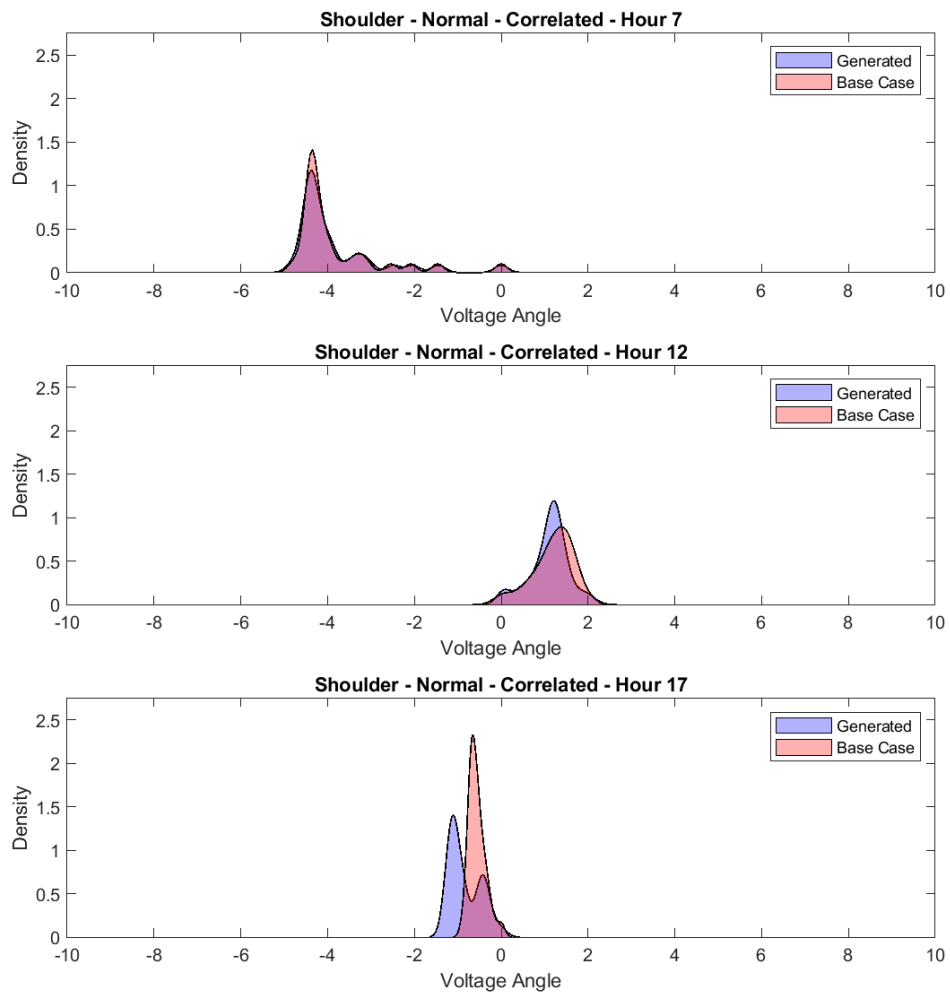 Shoulder - Normal - Correlated - Hour 7
2.5
2
1.5
1
0.5
0
Density
Generated
Base Case
-10 -8 -6 -4 -2 0 2 4 6 8 10
Voltage Angle
Shoulder - Normal - Correlated - Hour 12
2.5
2
1.5
1
0.5
0
Density
Generated
Base Case
-10 -8 -6 -4 -2 0 2 4 6 8 10
Voltage Angle
Shoulder - Normal - Correlated - Hour 17
2.5
2
1.5
1
0.5
0
Density
Generated
Base Case
-10 -8 -6 -4 -2 0 2 4 6 8 10
Voltage Angle